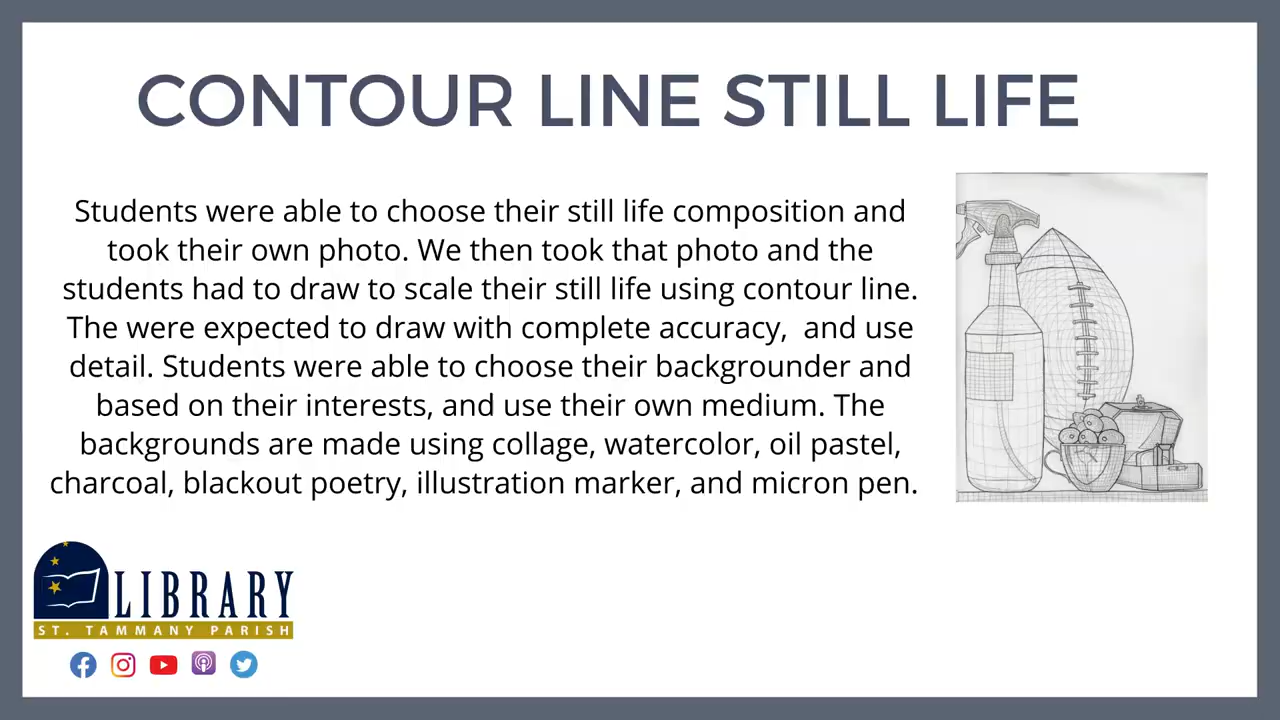 CONTOUR LINE STILL LIFE
Students were able to choose their still life composition and
took their own photo. We then took that photo and the
students had to draw to scale their still life using contour line.
The were expected to draw with complete accuracy,  and use
detail. Students were able to choose their backgrounder and
based on their interests, and use their own medium. The
backgrounds are made using collage, watercolor, oil pastel,
charcoal, blackout poetry, illustration marker, and micron pen.
LIBRARY
ST. TAMMANY PARISH